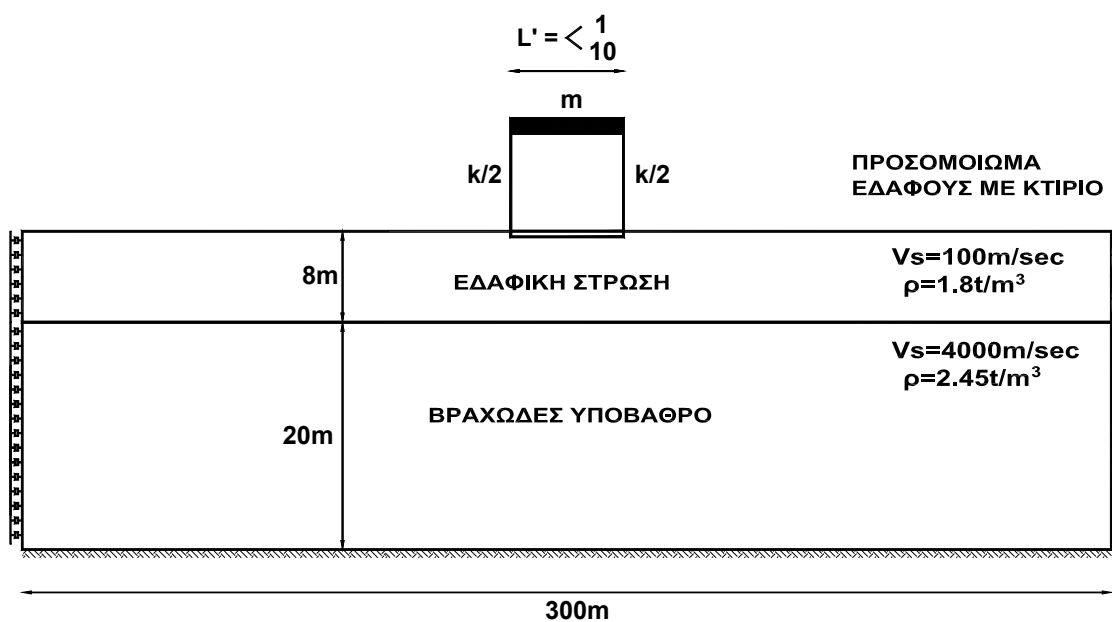 L' = < 1
10
m
k/2
k/2
ΠΡΟΣΟΜΟΙΩΜΑ
ΕΔΑΦΟΥΣ ΜΕ ΚΤΙΡΙΟ
8m
ΕΔΑΦΙΚΗ ΣΤΡΩΣΗ
Vs=100m/sec
ρ=1.8t/m³
20m
ΒΡΑΧΩΔΕΣ ΥΠΟΒΑΘΡΟ
Vs=4000m/sec
ρ=2.45t/m³
300m